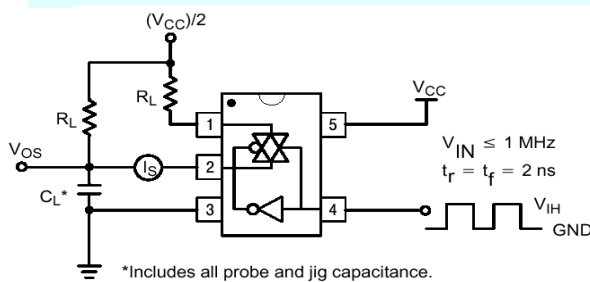 (VCC)/2
RL
RL
VCC
1
5
VOS
IS
2
VIN ≤ 1 MHz
tr = tf = 2 ns
CL*
3
4
VIH
GND
*Includes all probe and jig capacitance.